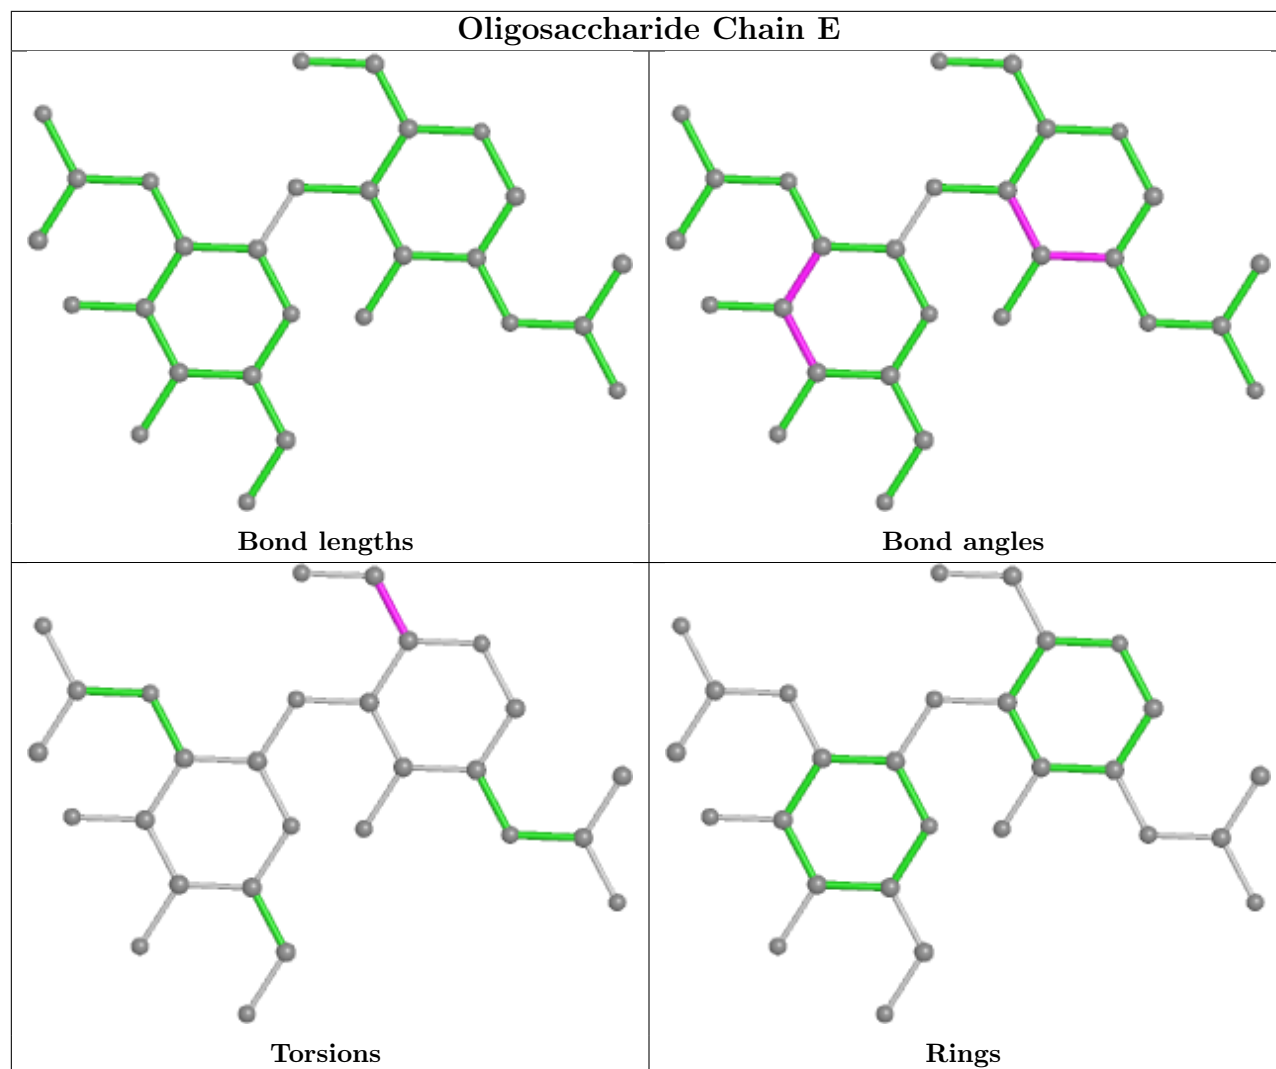 Oligosaccharide Chain E
Bond lengths
Bond angles
Torsions
Rings